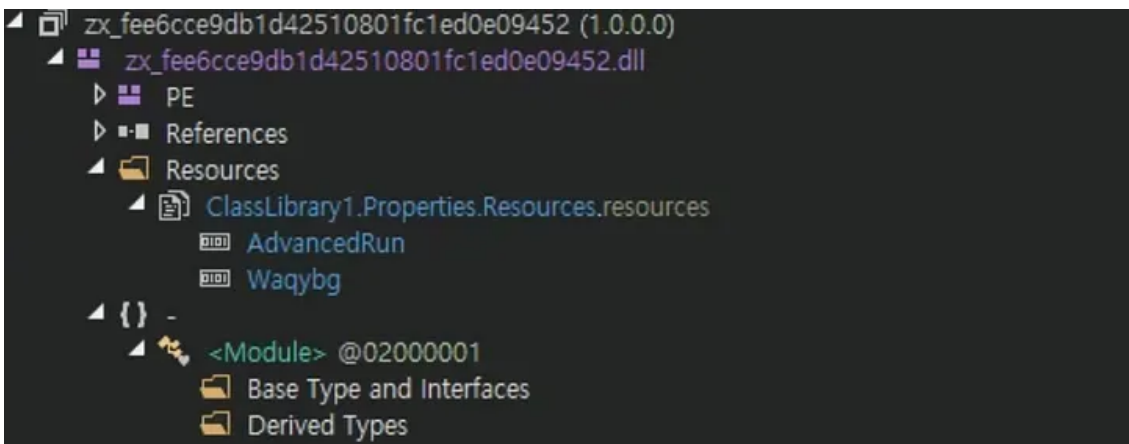 zx_fee6cce9db1d42510801fc1ed0e09452 (1.0.0.0)
zx_fee6cce9db1d42510801fc1ed0e09452.dll
PE
References
Resources
ClassLibrary1.Properties.Resources.resources
AdvancedRun
Waqybg
{ } -
<Module> @02000001
Base Type and Interfaces
Derived Types